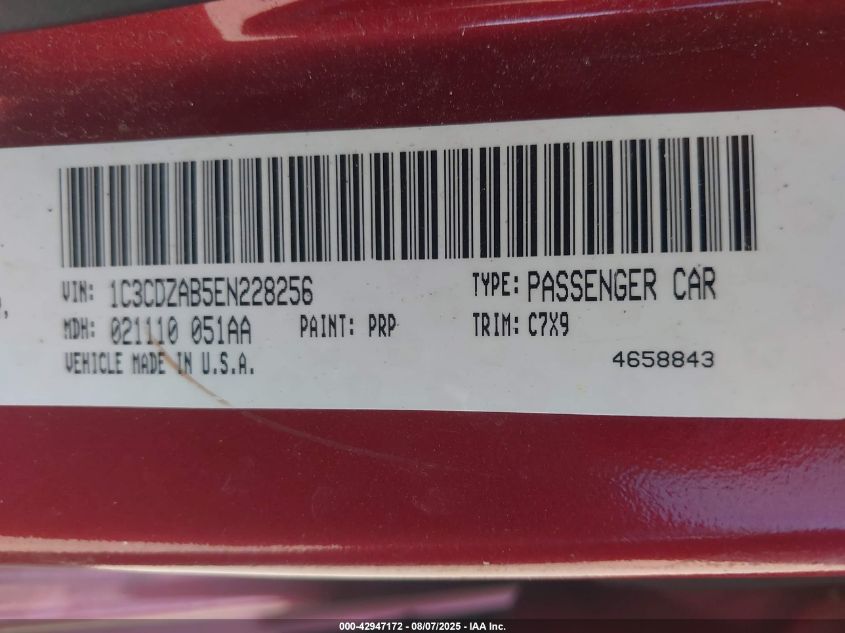 VIN: 1C3CDZAB5EN228256 TYPE: PASSENGER CAR
MDH: 021110 051AA PAINT: PRP TRIM: C7X9
VEHICLE MADE IN U.S.A. 4658843
000-42947172 - 08/07/2025 - IAA Inc.